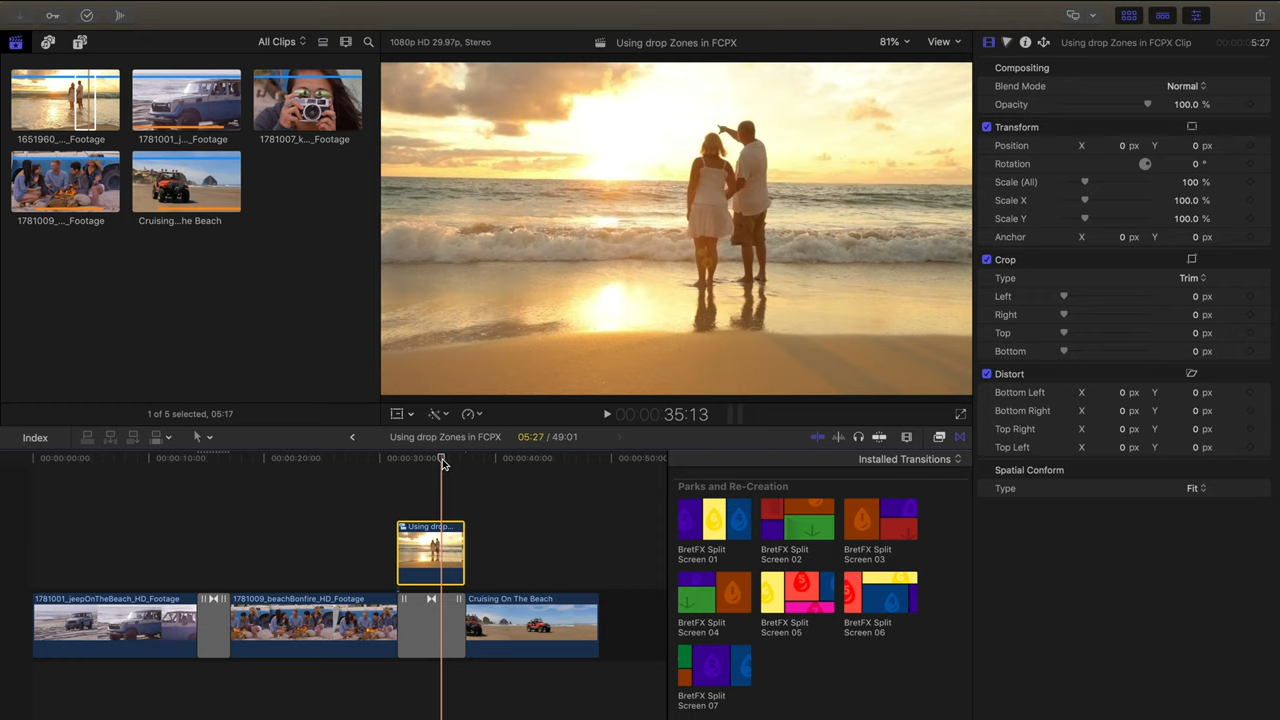 All Clips
1080p HD 29.97p, Stereo
Using drop Zones in FCPX
81%
View
Using drop Zones in FCPX Clip
00:00:05:27
1651960_..._Footage
1781001_j..._Footage
1781007_k..._Footage
1781009_..._Footage
Cruising...he Beach
Compositing
Blend Mode
Normal
Opacity
100.0 %
Transform
Position X 0 px Y 0 px
Rotation 0 °
Scale (All) 100 %
Scale X 100.0 %
Scale Y 100.0 %
Anchor X 0 px Y 0 px
Crop
Type Trim
Left 0 px
Right 0 px
Top 0 px
Bottom 0 px
Distort
Bottom Left X 0 px Y 0 px
Bottom Right X 0 px Y 0 px
Top Right X 0 px Y 0 px
Top Left X 0 px Y 0 px
Spatial Conform
Type Fit
1 of 5 selected, 05:17
00:00:35:13
Index
Using drop Zones in FCPX
05:27 / 49:01
00:00:00:00
00:00:10:00
00:00:20:00
00:00:30:00
00:00:40:00
00:00:50:00
Using drop...
1781001_jeepOnTheBeach_HD_Footage
1781009_beachBonfire_HD_Footage
Cruising On The Beach
Installed Transitions
Parks and Re-Creation
BretFX Split
Screen 01
BretFX Split
Screen 02
BretFX Split
Screen 03
BretFX Split
Screen 04
BretFX Split
Screen 05
BretFX Split
Screen 06
BretFX Split
Screen 07